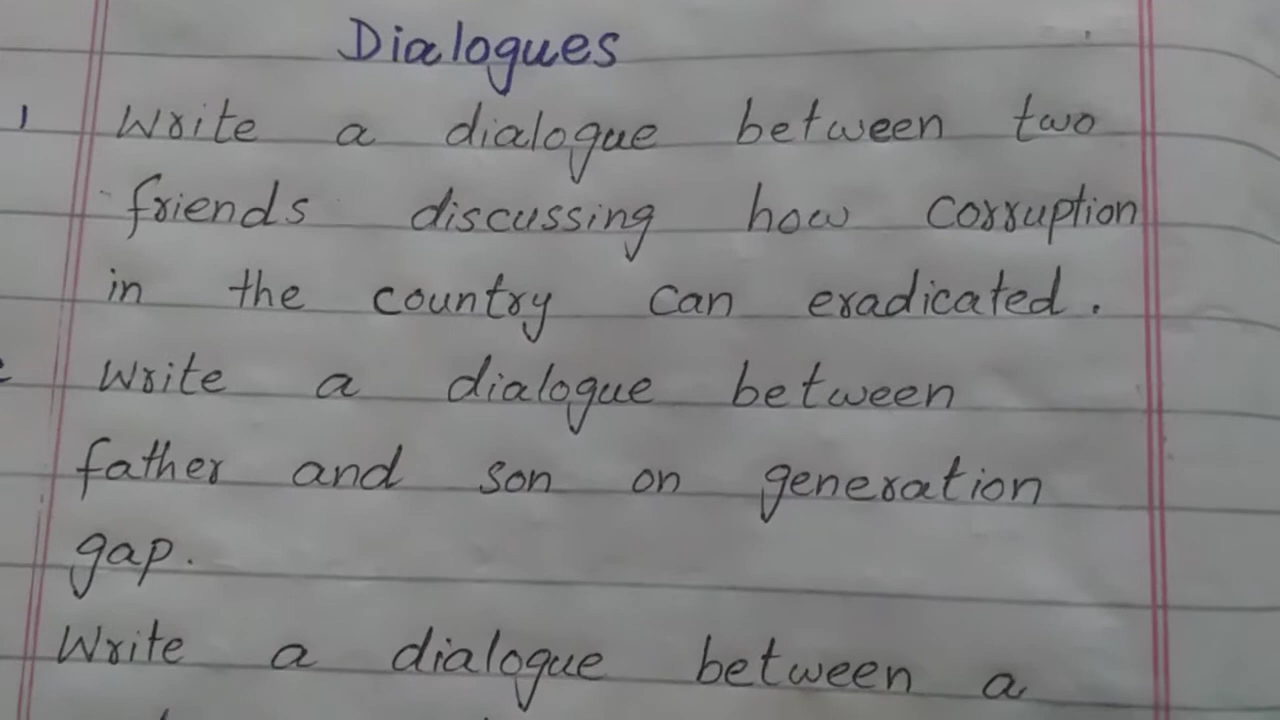 Dialogues
1 Write a dialogue between two
friends discussing how corruption
in the country can eradicated.
Write a dialogue between
father and son on generation
gap.
Write a dialogue between a